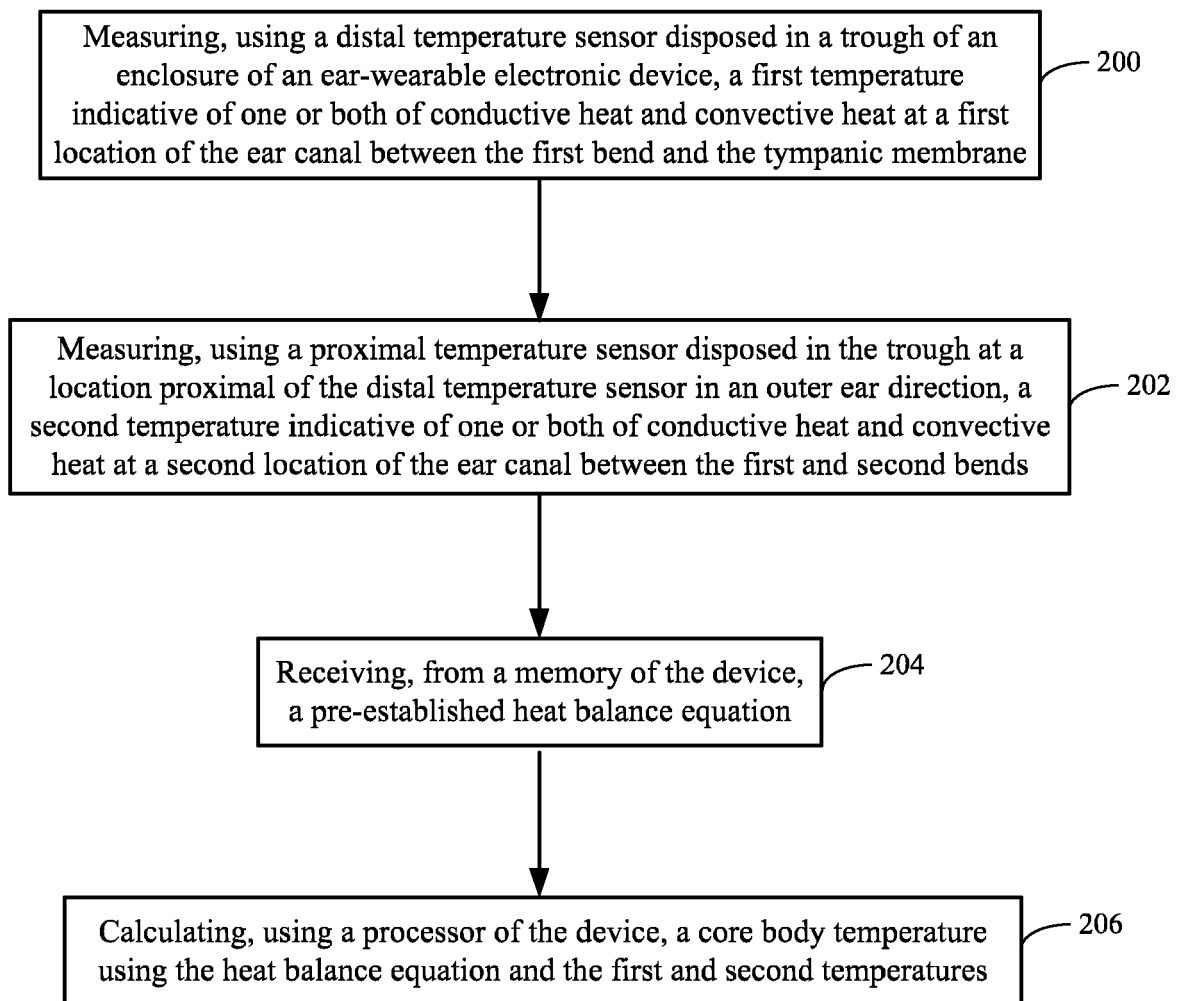 Measuring, using a distal temperature sensor disposed in a trough of an
enclosure of an ear-wearable electronic device, a first temperature
indicative of one or both of conductive heat and convective heat at a first
location of the ear canal between the first bend and the tympanic membrane
200
Measuring, using a proximal temperature sensor disposed in the trough at a
location proximal of the distal temperature sensor in an outer ear direction, a
second temperature indicative of one or both of conductive heat and convective
heat at a second location of the ear canal between the first and second bends
202
Receiving, from a memory of the device,
a pre-established heat balance equation
204
Calculating, using a processor of the device, a core body temperature
using the heat balance equation and the first and second temperatures
206